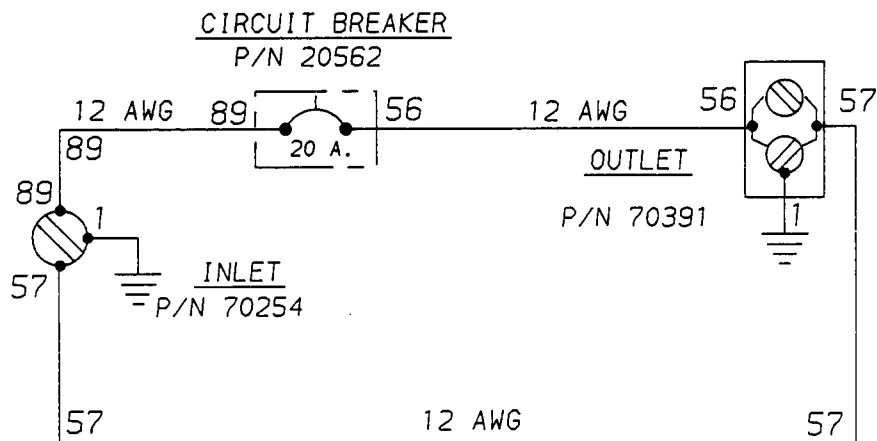 CIRCUIT BREAKER
P/N 20562
12 AWG
89
56
12 AWG
56
57
89
20 A.
OUTLET
89
1
P/N 70391
1
INLET
57
P/N 70254
57
12 AWG
57